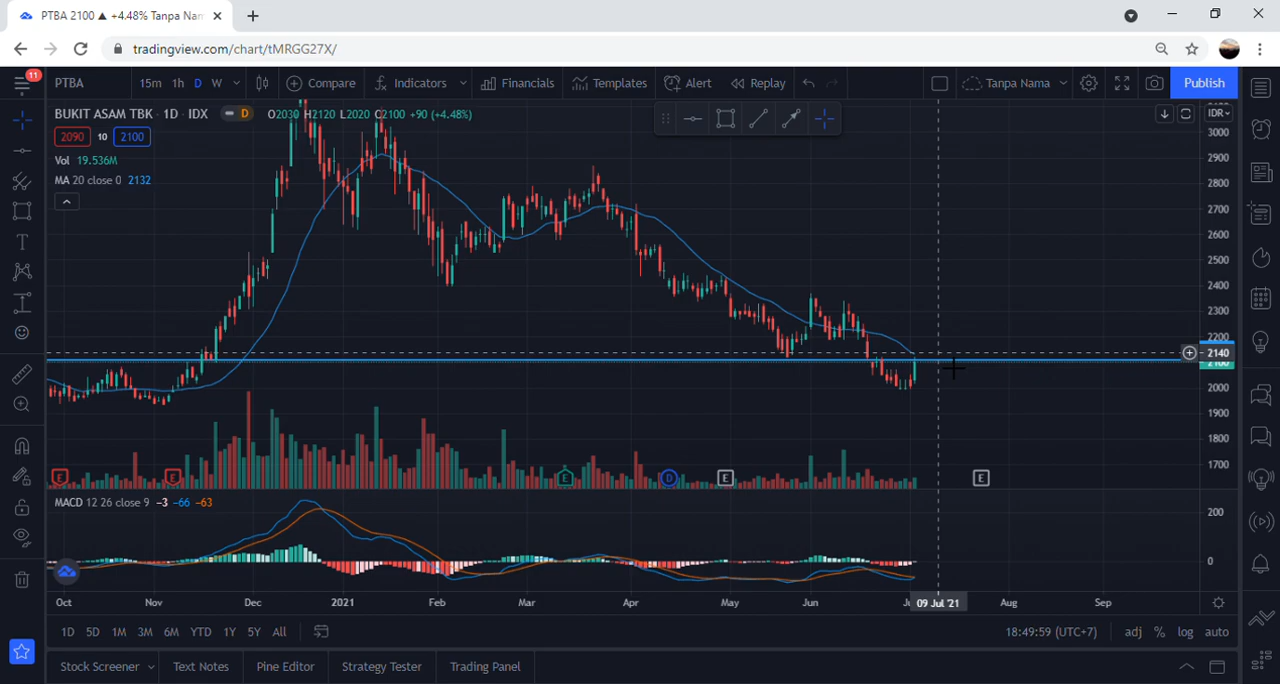 PTBA 2100 ▲ +4.48% Tanpa Nam
tradingview.com/chart/tMRGG27X/
11
PTBA 15m 1h D W Compare Indicators Financials Templates Alert Replay Tanpa Nama Publish
BUKIT ASAM TBK · 1D · IDX D O2030 H2120 L2020 C2100 +90 (+4.48%)
IDR
2090 10 2100
Vol 19.536M
MA 20 close 0 2132
3000
2900
2800
2700
2600
2500
2400
2300
2200
2140
2100
2000
1900
1800
1700
E E E D E E
MACD 12 26 close 9 −3 −66 −63
200
0
Oct Nov Dec 2021 Feb Mar Apr May Jun 09 Jul '21 Aug Sep
1D 5D 1M 3M 6M YTD 1Y 5Y All 18:49:59 (UTC+7) adj % log auto
Stock Screener Text Notes Pine Editor Strategy Tester Trading Panel